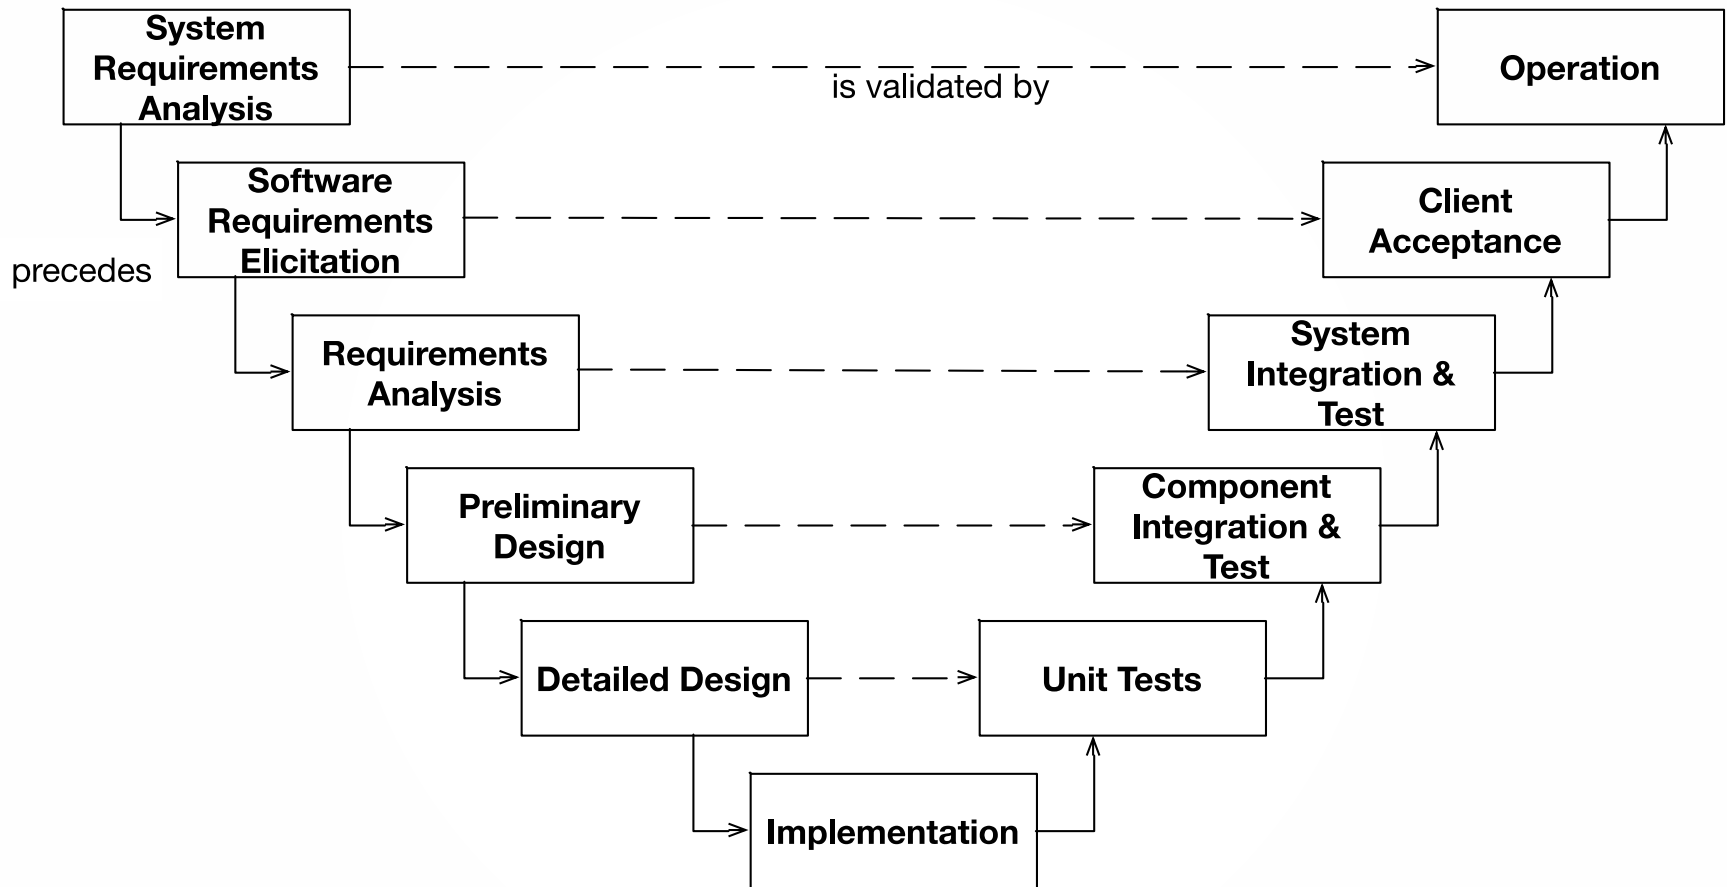 System
Requirements
Analysis
is validated by
Operation
Software
Requirements
Elicitation
Client
Acceptance
precedes
Requirements
Analysis
System
Integration &
Test
Preliminary
Design
Component
Integration &
Test
Detailed Design
Unit Tests
Implementation